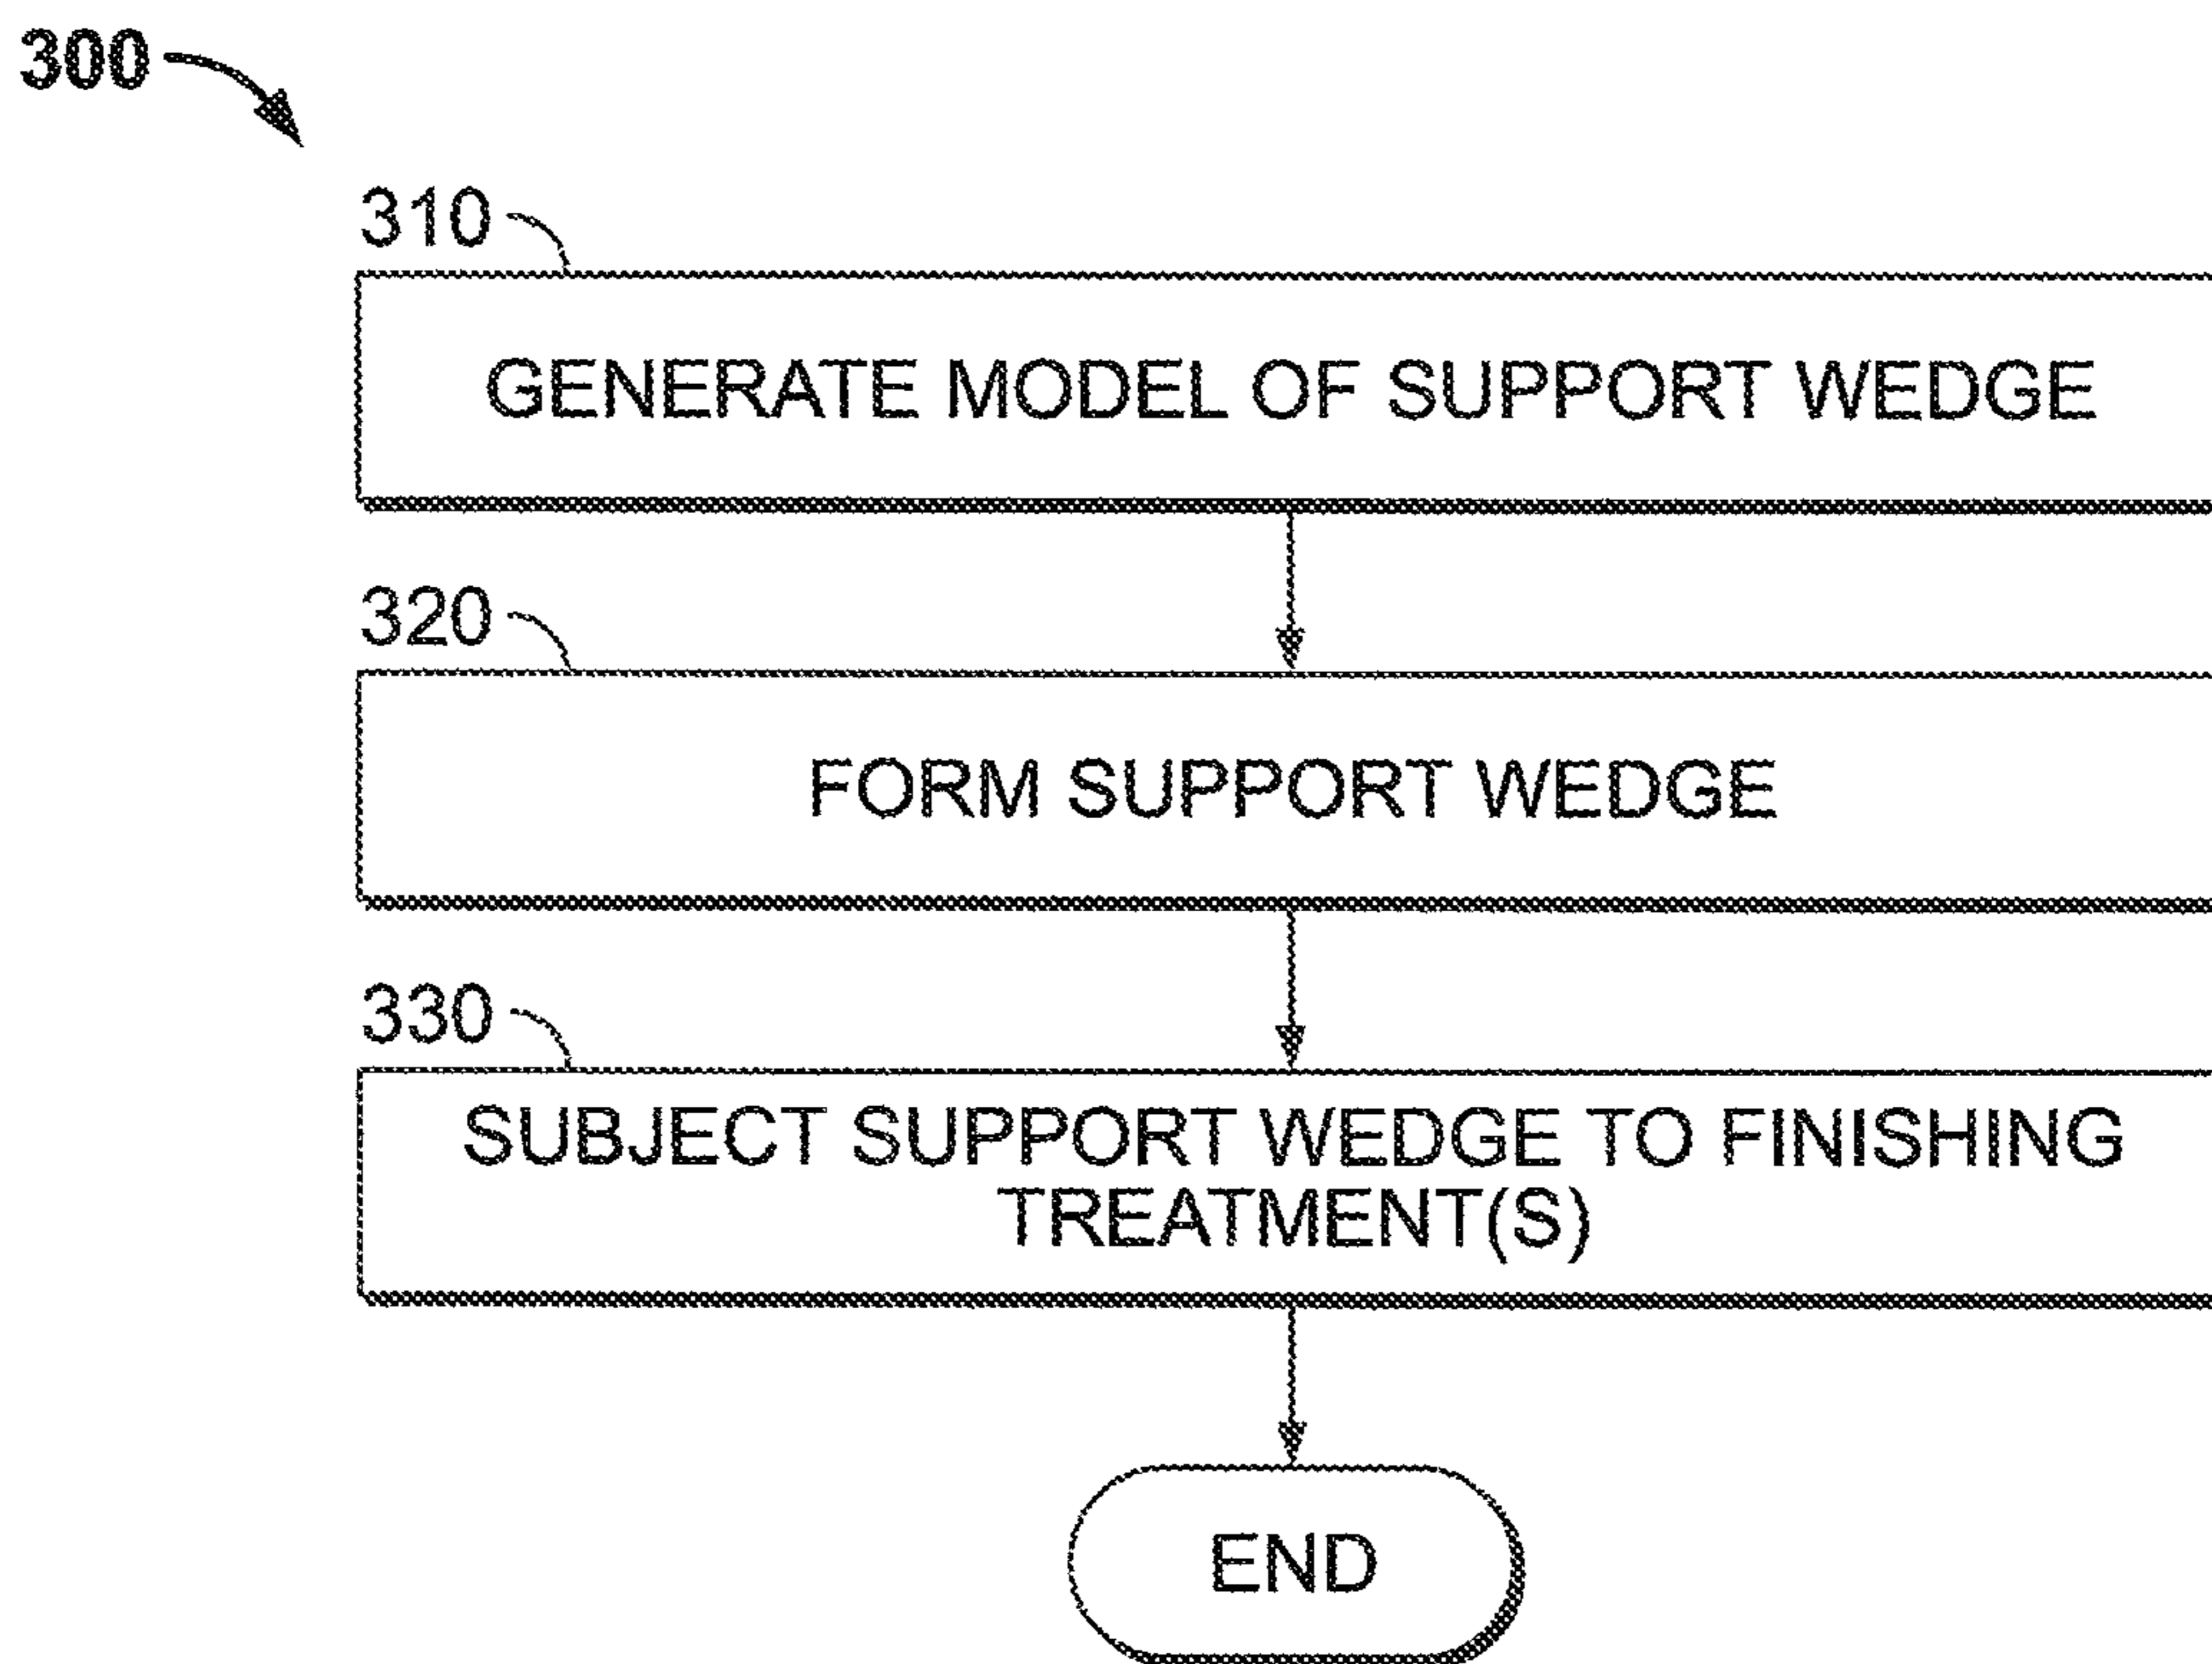 300
310
GENERATE MODEL OF SUPPORT WEDGE
320
FORM SUPPORT WEDGE
330
SUBJECT SUPPORT WEDGE TO FINISHING
TREATMENT(S)
END